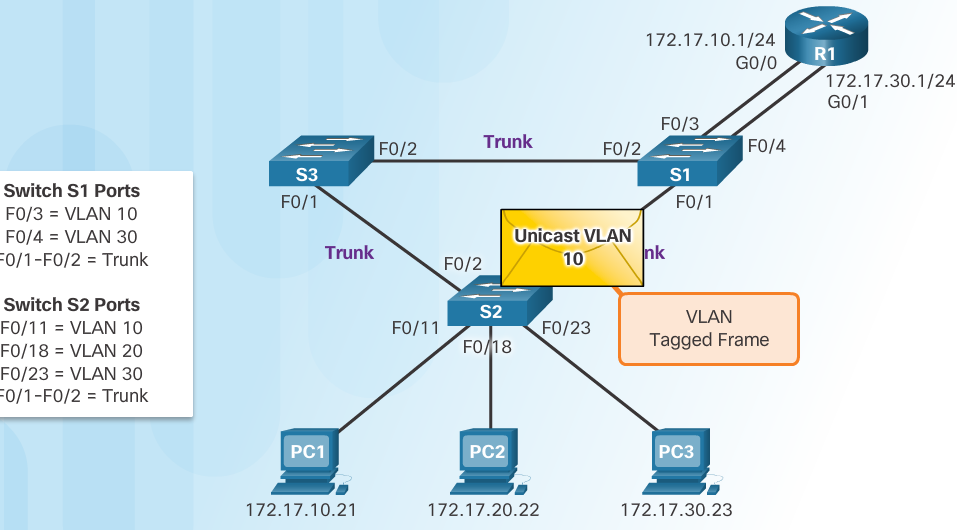 172.17.10.1/24
G0/0
R1
172.17.30.1/24
G0/1
F0/3
F0/4
F0/2
Trunk
F0/2
S3
S1
F0/1
F0/1
Switch S1 Ports
F0/3 = VLAN 10
F0/4 = VLAN 30
F0/1-F0/2 = Trunk
Switch S2 Ports
F0/11 = VLAN 10
F0/18 = VLAN 20
F0/23 = VLAN 30
F0/1-F0/2 = Trunk
Trunk
Unicast VLAN
10
nk
F0/2
S2
VLAN
Tagged Frame
F0/11
F0/18
F0/23
PC1
PC2
PC3
172.17.10.21
172.17.20.22
172.17.30.23